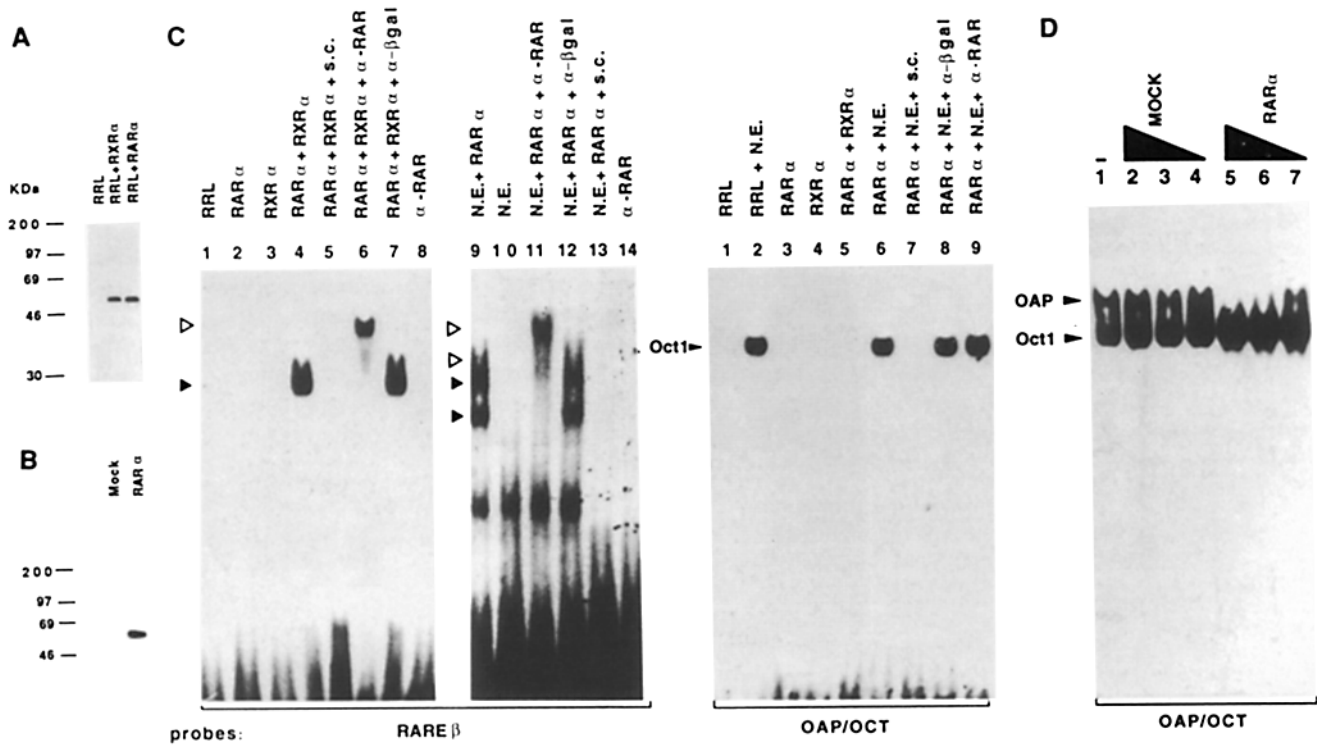 A
KDa
RRL
RRL+RXRα
RRL+RARα
200
97
69
46
30
B
Mock
RAR α
200
97
69
46
C
RRL
RARα
RXR α
RARα + RXRα
RARα + RXRα + s.c.
RARα + RXRα + α-RAR
RARα + RXRα + α-βgal
α-RAR
1 2 3 4 5 6 7 8
N.E.+ RARα
N.E.
N.E.+ RARα + α-RAR
N.E.+ RARα + α-βgal
N.E.+ RARα + s.c.
α-RAR
9 10 11 12 13 14
probes:
RARE β
RRL
RRL + N.E.
RARα
RXRα
RARα + RXRα
RARα + N.E.
RARα + N.E.+ s.c.
RARα + N.E.+ α-βgal
RARα + N.E.+ α-RAR
1 2 3 4 5 6 7 8 9
Oct1
OAP/OCT
D
MOCK
RARα
–
1 2 3 4 5 6 7
OAP
Oct1
OAP/OCT